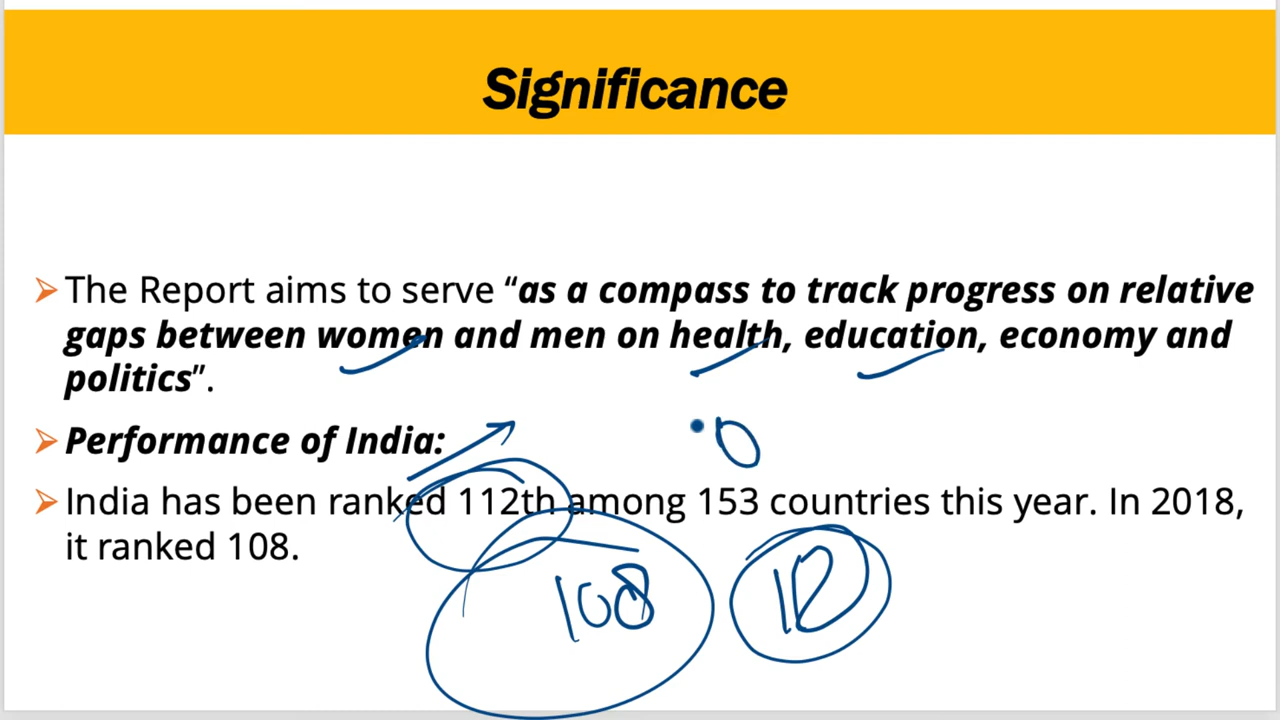 Significance
➢ The Report aims to serve “as a compass to track progress on relative
gaps between women and men on health, education, economy and
politics”.
➢ Performance of India:
➢ India has been ranked 112th among 153 countries this year. In 2018,
it ranked 108.
108